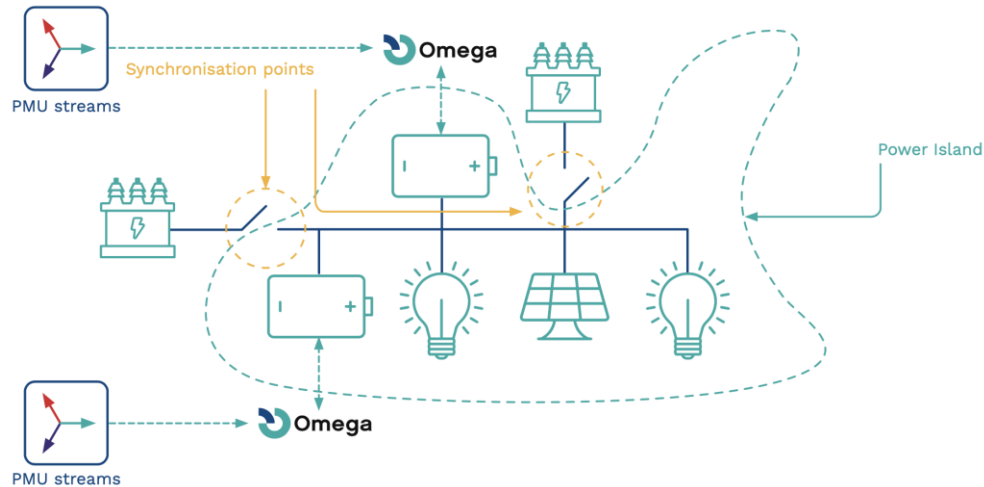 Omega
Synchronisation points
PMU streams
Power Island
Omega
PMU streams